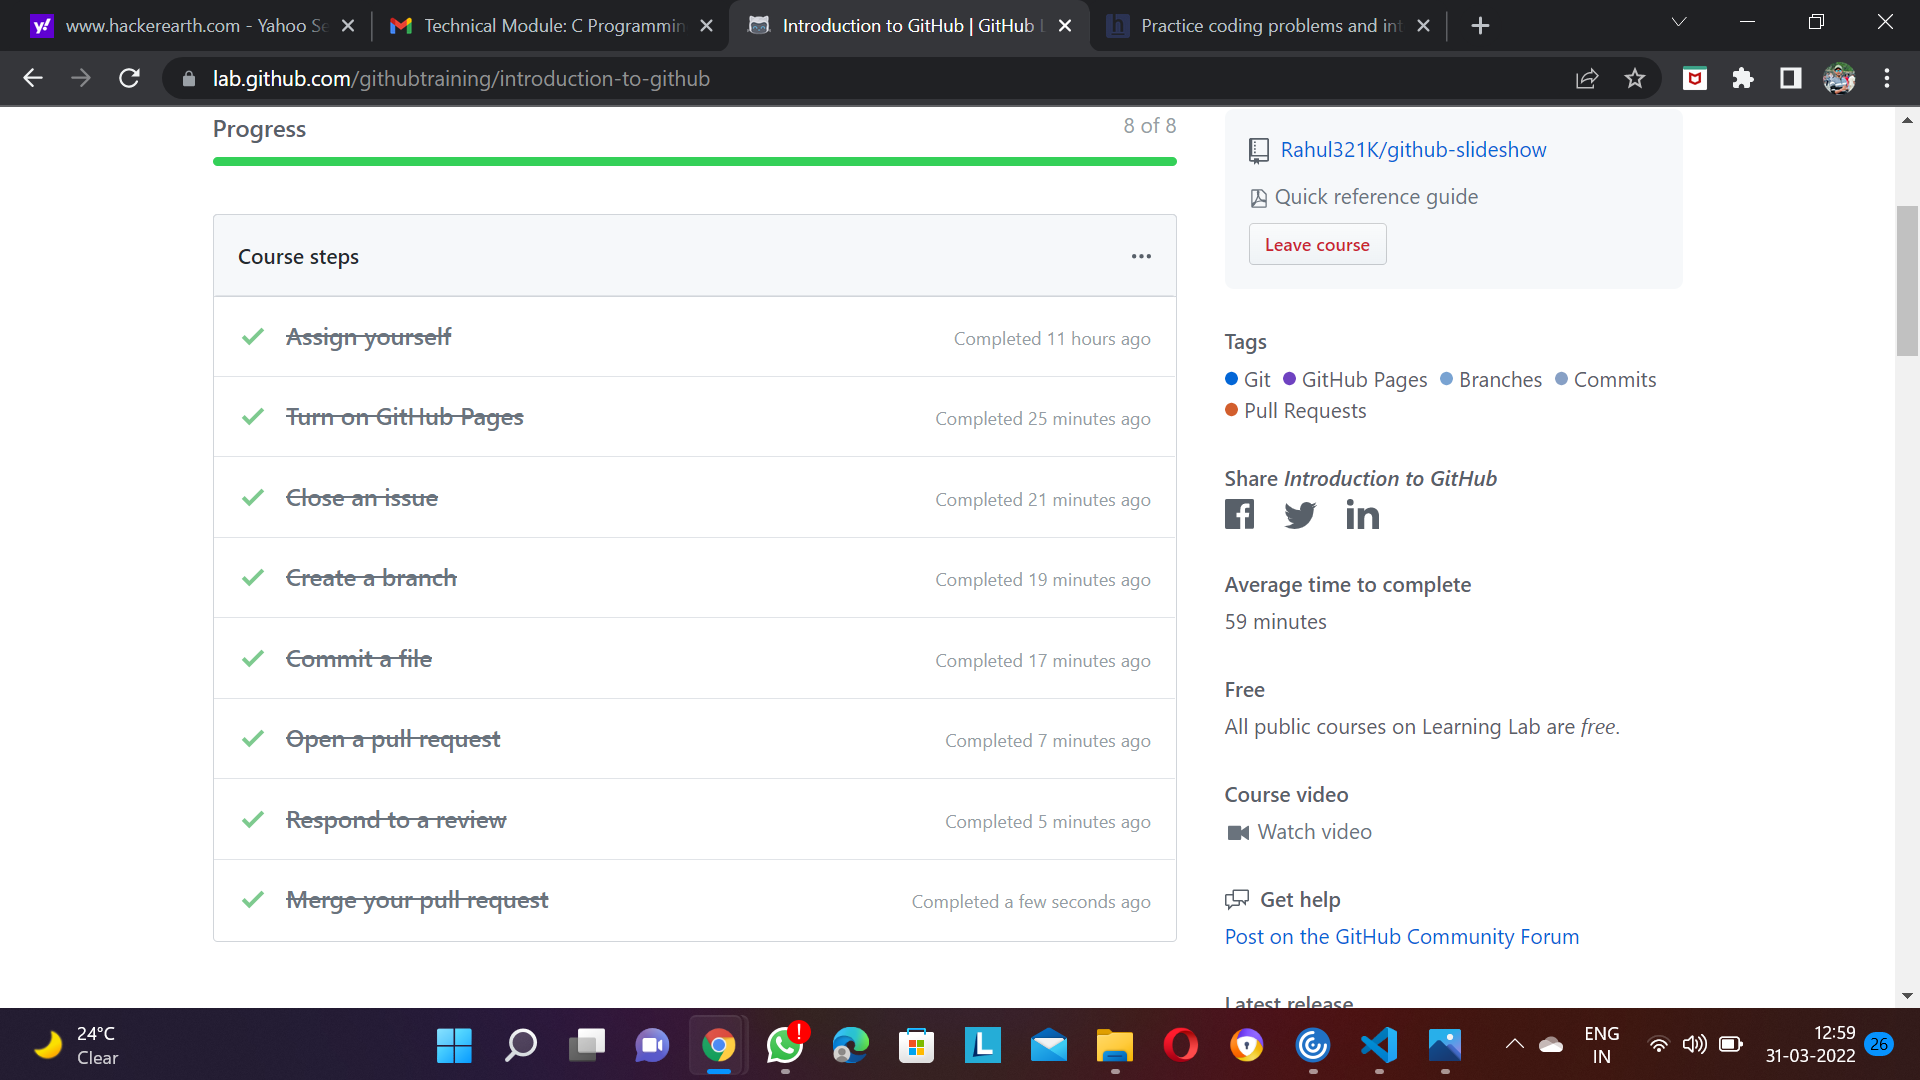 www.hackerearth.com - Yahoo Se
Technical Module: C Programmin
Introduction to GitHub | GitHub L
Practice coding problems and int
lab.github.com/githubtraining/introduction-to-github
Progress
8 of 8
Course steps
Assign yourself
Completed 11 hours ago
Turn on GitHub Pages
Completed 25 minutes ago
Close an issue
Completed 21 minutes ago
Create a branch
Completed 19 minutes ago
Commit a file
Completed 17 minutes ago
Open a pull request
Completed 7 minutes ago
Respond to a review
Completed 5 minutes ago
Merge your pull request
Completed a few seconds ago
Rahul321K/github-slideshow
Quick reference guide
Leave course
Tags
Git GitHub Pages Branches Commits
Pull Requests
Share Introduction to GitHub
Average time to complete
59 minutes
Free
All public courses on Learning Lab are free.
Course video
Watch video
Get help
Post on the GitHub Community Forum
Latest release
24°C
Clear
ENG
IN
12:59
31-03-2022
26